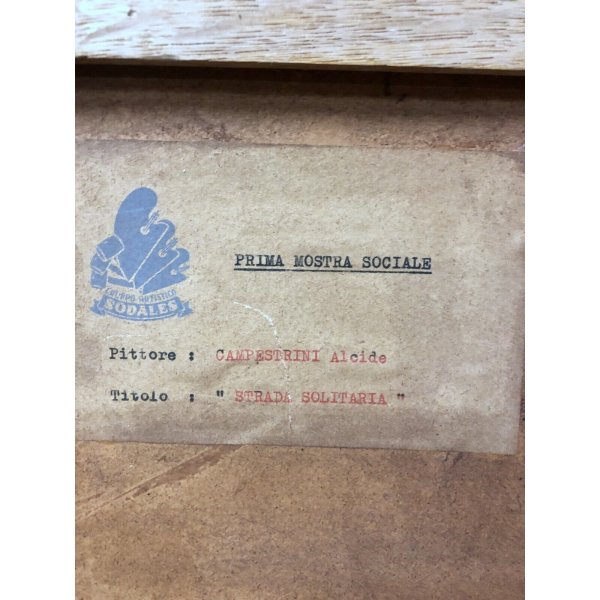 GRUPPO ARTISTICO
SODALES
PRIMA MOSTRA SOCIALE
Pittore : CAMPESTRINI Alcide
Titolo : " STRADA SOLITARIA "